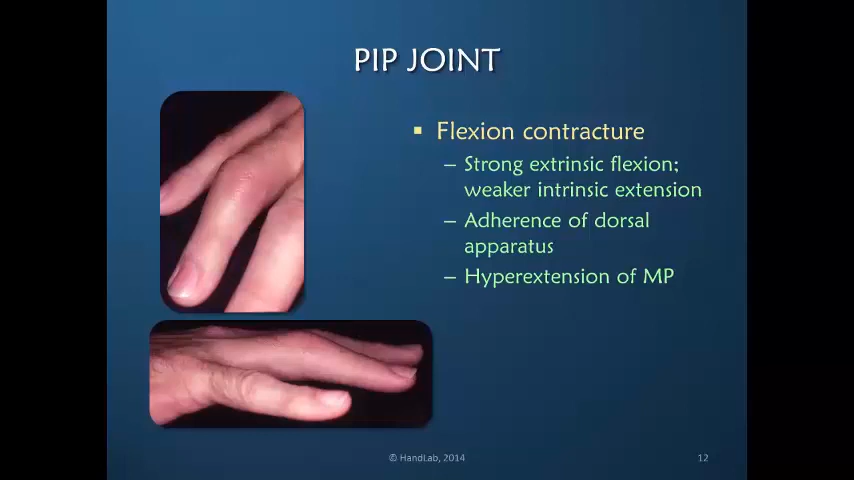 PIP JOINT
▪ Flexion contracture
– Strong extrinsic flexion;
weaker intrinsic extension
– Adherence of dorsal
apparatus
– Hyperextension of MP
© HandLab, 2014
12